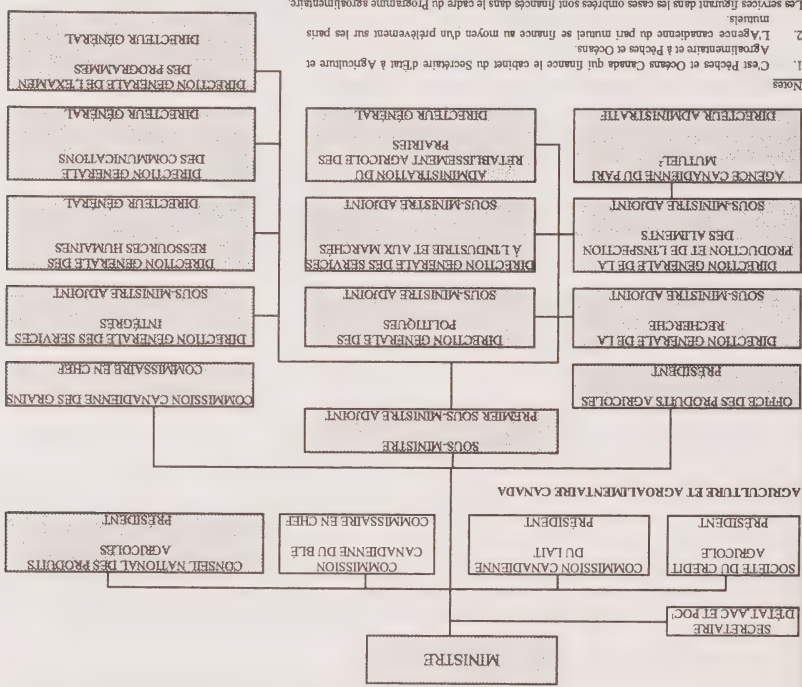 MINISTRE
SECRÉTAIRE
D'ÉTAT AAC ET POC¹
SOCIÉTÉ DU CRÉDIT
AGRICOLE
PRÉSIDENT
COMMISSION CANADIENNE
DU LAIT
PRÉSIDENT
COMMISSION
CANADIENNE DU BLÉ
COMMISSAIRE EN CHEF
CONSEIL NATIONAL DES PRODUITS
AGRICOLES
PRÉSIDENT
AGRICULTURE ET AGROALIMENTAIRE CANADA
SOUS-MINISTRE
PREMIER SOUS-MINISTRE ADJOINT
OFFICE DES PRODUITS AGRICOLES
PRÉSIDENT
COMMISSION CANADIENNE DES GRAINS
COMMISSAIRE EN CHEF
DIRECTION GÉNÉRALE DE LA
RECHERCHE
SOUS-MINISTRE ADJOINT
DIRECTION GÉNÉRALE DES
POLITIQUES
SOUS-MINISTRE ADJOINT
DIRECTION GÉNÉRALE DES SERVICES
INTÉGRÉS
SOUS-MINISTRE ADJOINT
DIRECTION GÉNÉRALE DE LA
PRODUCTION ET DE L'INSPECTION
DES ALIMENTS
SOUS-MINISTRE ADJOINT
DIRECTION GÉNÉRALE DES SERVICES
À L'INDUSTRIE ET AUX MARCHÉS
SOUS-MINISTRE ADJOINT
DIRECTION GÉNÉRALE DES
RESSOURCES HUMAINES
DIRECTEUR GÉNÉRAL
AGENCE CANADIENNE DU PARI
MUTUEL²
DIRECTEUR ADMINISTRATIF
ADMINISTRATION DU
RÉTABLISSEMENT AGRICOLE DES
PRAIRIES
DIRECTEUR GÉNÉRAL
DIRECTION GÉNÉRALE
DES COMMUNICATIONS
DIRECTEUR GÉNÉRAL
DIRECTION GÉNÉRALE DE L'EXAMEN
DES PROGRAMMES
DIRECTEUR GÉNÉRAL
Notes
1. C'est Pêches et Océans Canada qui finance le cabinet du Secrétaire d'État à Agriculture et
Agroalimentaire et à Pêches et Océans.
2. L'Agence canadienne du pari mutuel se finance au moyen d'un prélèvement sur les paris
mutuels.
Les services figurant dans les cases ombrées sont financés dans le cadre du Programme agroalimentaire.